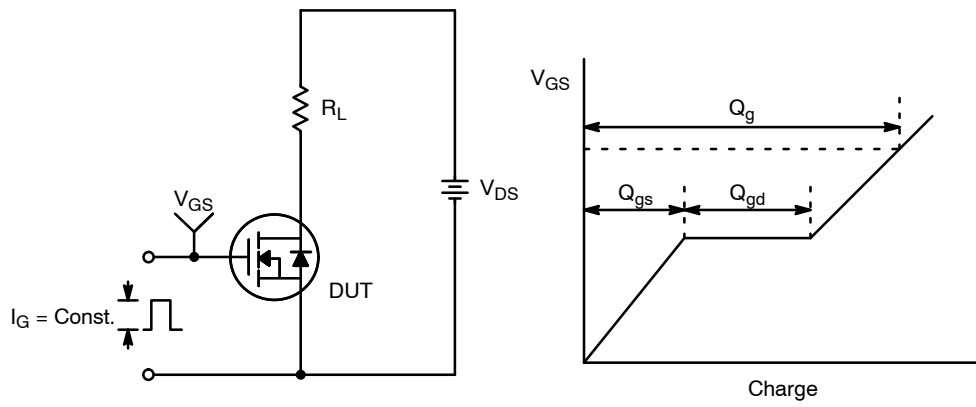 R_L
V_DS
V_GS
DUT
I_G = Const.
V_GS
Q_g
Q_gs
Q_gd
Charge